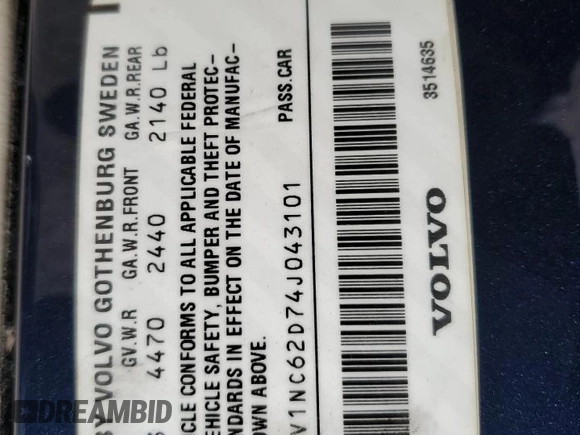 BY VOLVO GOTHENBURG SWEDEN
GV.W.R GA.W.R.FRONT GA.W.R.REAR
4470 2440 2140 Lb
CLE CONFORMS TO ALL APPLICABLE FEDERAL
EHICLE SAFETY, BUMPER AND THEFT PROTEC-
NDARDS IN EFFECT ON THE DATE OF MANUFAC-
OWN ABOVE. PASS.CAR
V1NC62D74J043101
3514635
VOLVO
DREAMBID